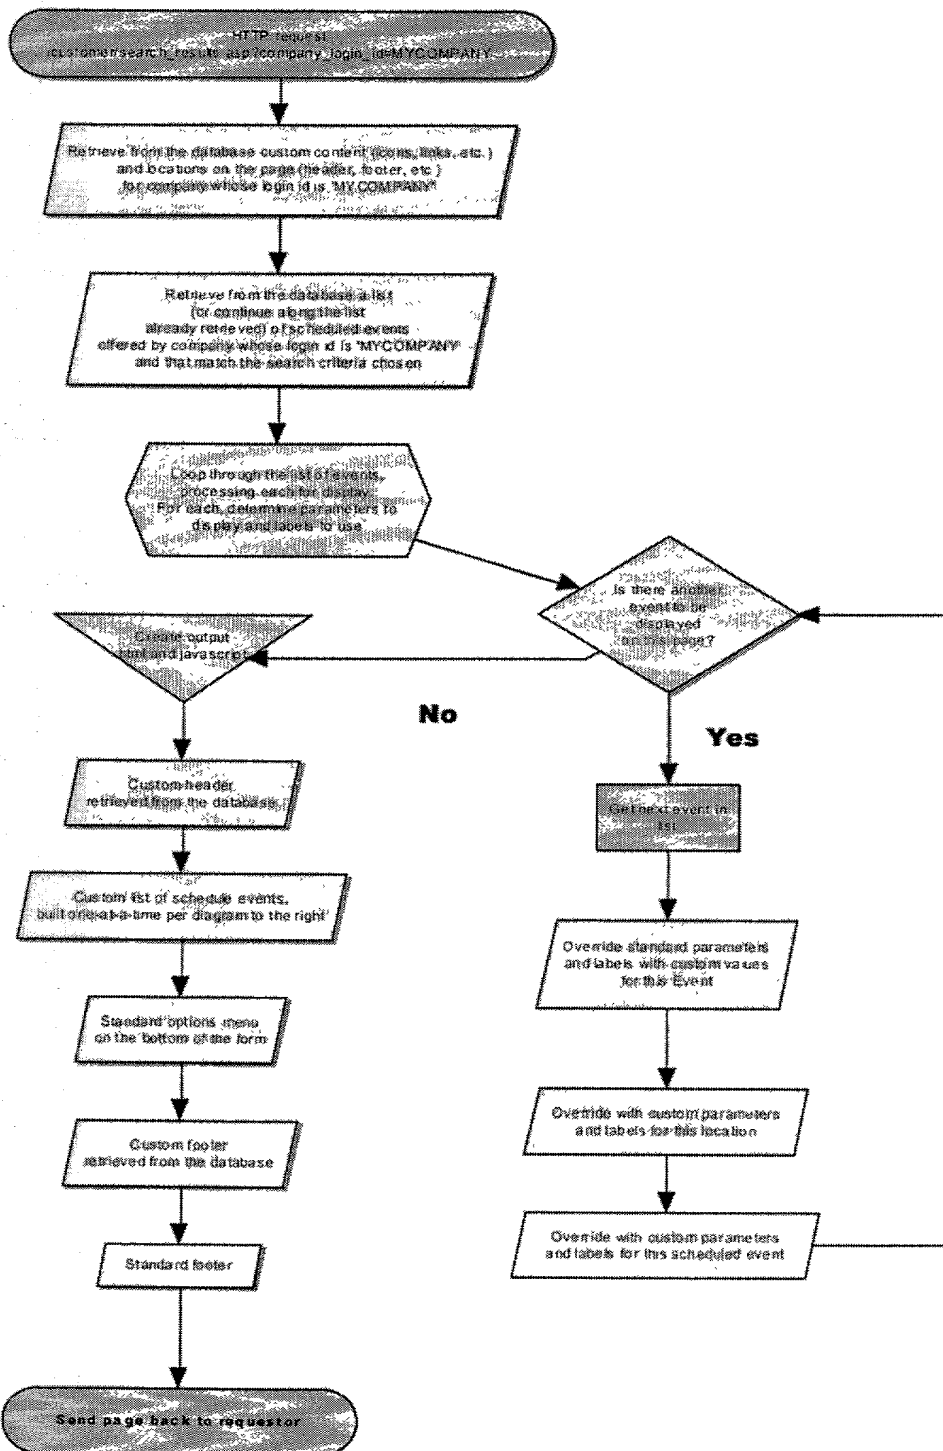 HTTP request
/customer/search_results.asp?company_login_id=MYCOMPANY
Retrieve from the database custom content (icons, links, etc.)
and locations on the page (header, footer, etc.)
for company whose login id is 'MYCOMPANY'
Retrieve from the database a list
(or continue along the list
already retrieved) of scheduled events
offered by company whose login id is 'MYCOMPANY'
and that match the search criteria chosen
Loop through the list of events,
processing each for display.
For each, determine parameters to
display and labels to use
Is there another
event to be
displayed
on this page?
Create output
html and javascript
No
Yes
Custom header,
retrieved from the database
Get next event in
list
Custom list of schedule events,
built one-at-a-time per diagram to the right
Override standard parameters
and labels with custom values
for this Event
Standard options menu
on the bottom of the form
Override with custom parameters
and labels for this location
Custom footer
retrieved from the database
Override with custom parameters
and labels for this scheduled event
Standard footer
Send page back to requestor